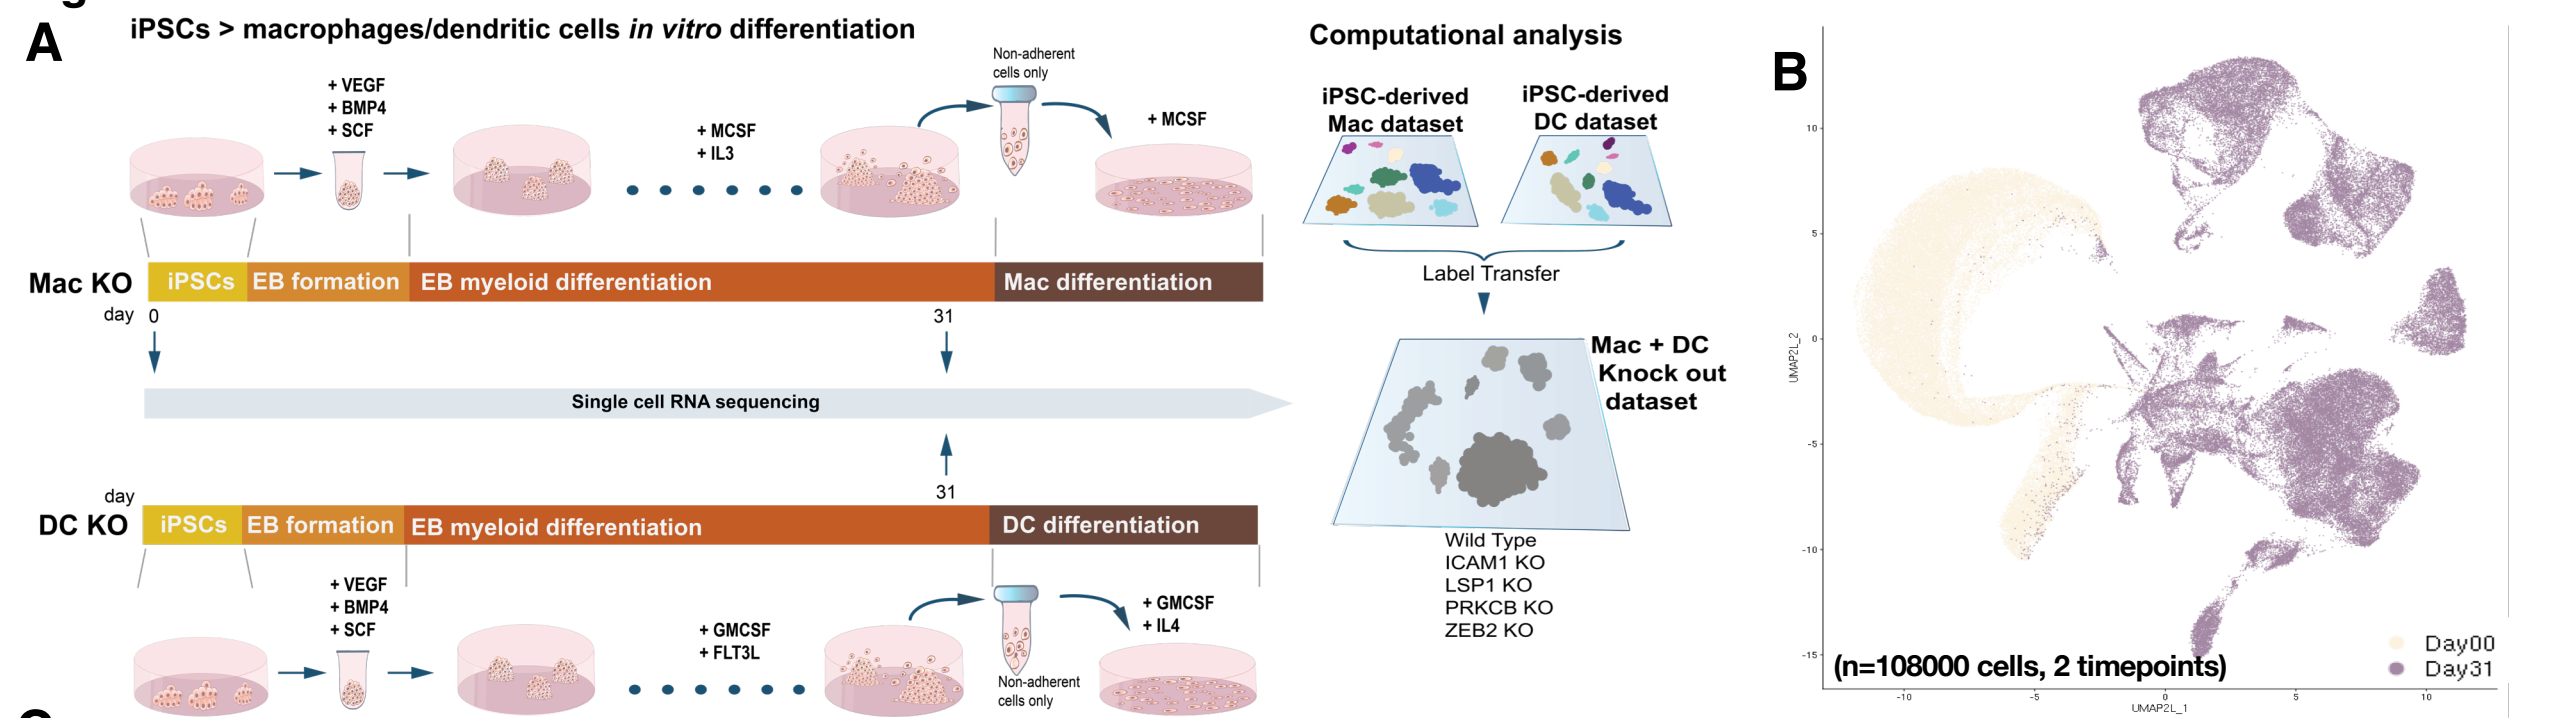 A
iPSCs > macrophages/dendritic cells in vitro differentiation
+ VEGF
+ BMP4
+ SCF
+ MCSF
+ IL3
Non-adherent
cells only
+ MCSF
Mac KO
iPSCs
EB formation
EB myeloid differentiation
Mac differentiation
day
0
31
Single cell RNA sequencing
day
31
DC KO
iPSCs
EB formation
EB myeloid differentiation
DC differentiation
+ VEGF
+ BMP4
+ SCF
+ GMCSF
+ FLT3L
Non-adherent
cells only
+ GMCSF
+ IL4
Computational analysis
iPSC-derived
Mac dataset
iPSC-derived
DC dataset
Label Transfer
Mac + DC
Knock out
dataset
Wild Type
ICAM1 KO
LSP1 KO
PRKCB KO
ZEB2 KO
B
UMAP2L_2
10
5
0
-5
-10
-15
(n=108000 cells, 2 timepoints)
Day00
Day31
-10
-5
0
5
10
UMAP2L_1